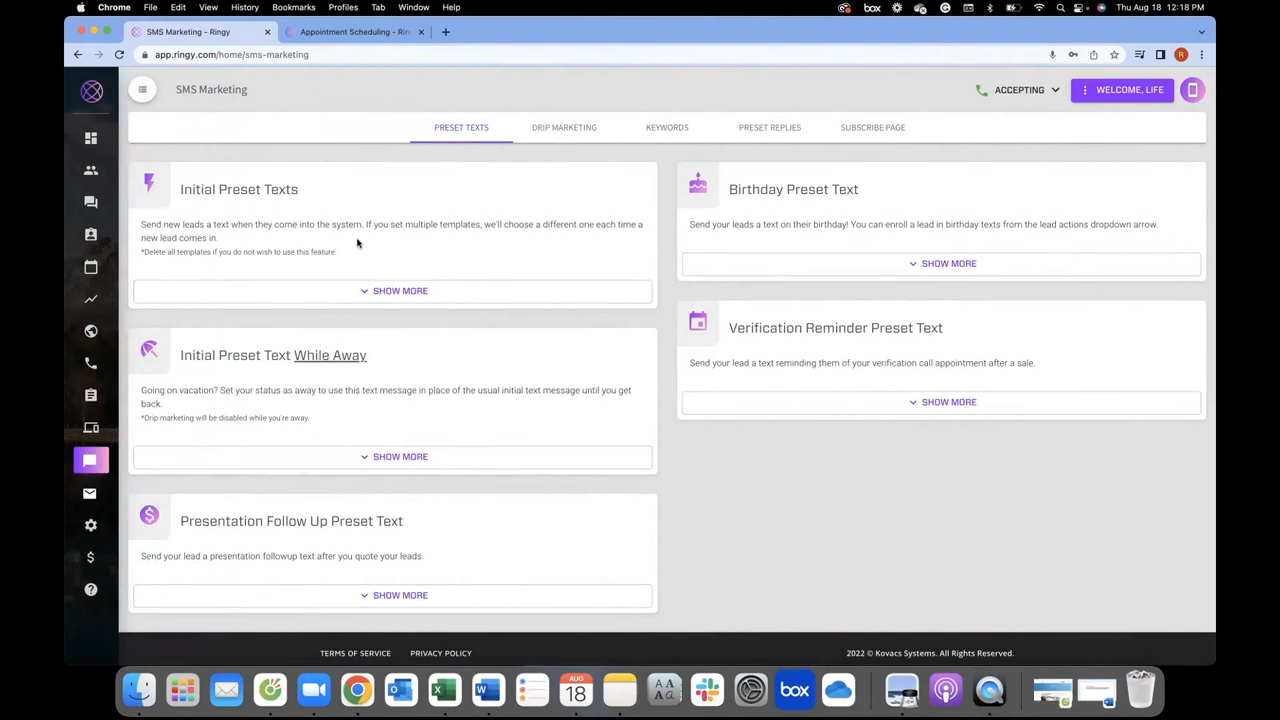 Chrome File Edit View History Bookmarks Profiles Tab Window Help
box
Thu Aug 18 12:18 PM
SMS Marketing - Ringy
Appointment Scheduling - Rin
app.ringy.com/home/sms-marketing
R
SMS Marketing
ACCEPTING
WELCOME, LIFE
PRESET TEXTS
DRIP MARKETING
KEYWORDS
PRESET REPLIES
SUBSCRIBE PAGE
Initial Preset Texts
Send new leads a text when they come into the system. If you set multiple templates, we'll choose a different one each time a
new lead comes in.
*Delete all templates if you do not wish to use this feature.
SHOW MORE
Initial Preset Text While Away
Going on vacation? Set your status as away to use this text message in place of the usual initial text message until you get
back.
*Drip marketing will be disabled while you're away.
SHOW MORE
Presentation Follow Up Preset Text
Send your lead a presentation followup text after you quote your leads.
SHOW MORE
Birthday Preset Text
Send your leads a text on their birthday! You can enroll a lead in birthday texts from the lead actions dropdown arrow.
SHOW MORE
Verification Reminder Preset Text
Send your lead a text reminding them of your verification call appointment after a sale.
SHOW MORE
TERMS OF SERVICE
PRIVACY POLICY
2022 © Kovacs Systems. All Rights Reserved.
AUG
18
box